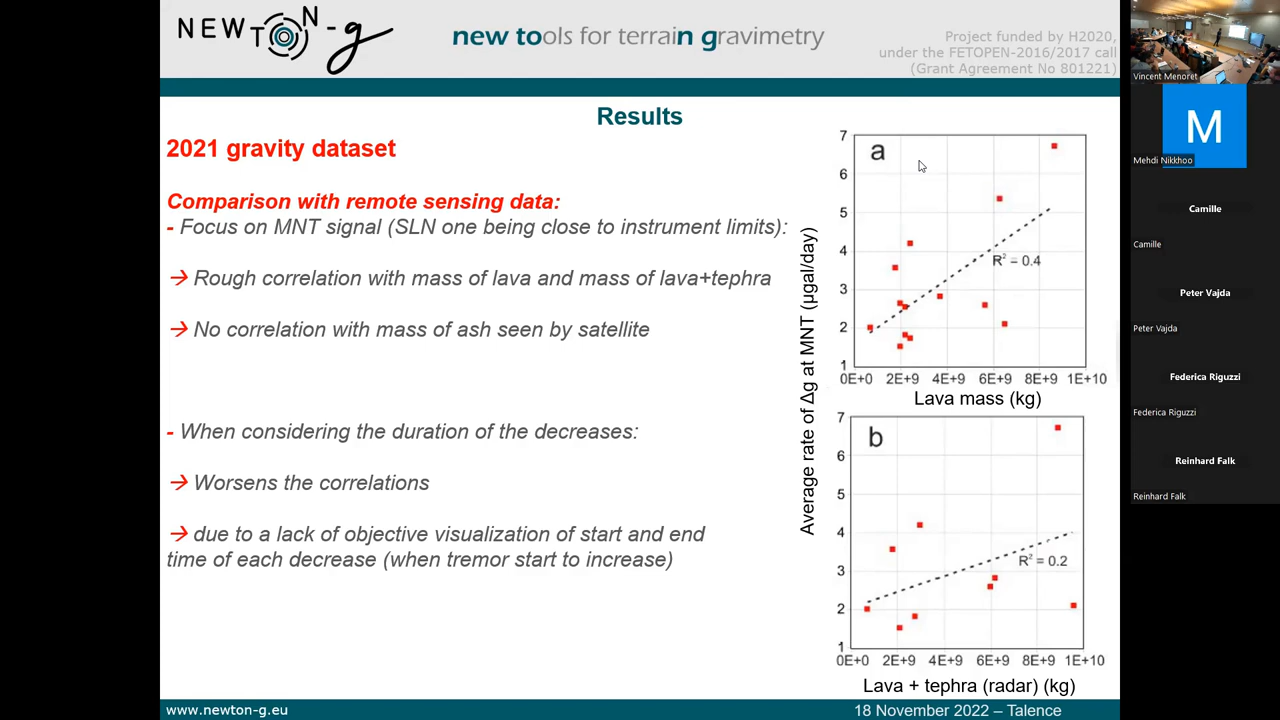 NEWTON-g
new tools for terrain gravimetry
Project funded by H2020,
under the FETOPEN-2016/2017 call
(Grant Agreement No 801221)
Results
2021 gravity dataset
Comparison with remote sensing data:
- Focus on MNT signal (SLN one being close to instrument limits):
→ Rough correlation with mass of lava and mass of lava+tephra
→ No correlation with mass of ash seen by satellite
- When considering the duration of the decreases:
→ Worsens the correlations
→ due to a lack of objective visualization of start and end
time of each decrease (when tremor start to increase)
Average rate of Δg at MNT (μgal/day)
a
7
6
5
4
3
2
1
R² = 0.4
0E+0 2E+9 4E+9 6E+9 8E+9 1E+10
Lava mass (kg)
b
7
6
5
4
3
2
1
R² = 0.2
0E+0 2E+9 4E+9 6E+9 8E+9 1E+10
Lava + tephra (radar) (kg)
www.newton-g.eu
18 November 2022 – Talence
Vincent Menoret
M
Mehdi Nikkhoo
Camille
Camille
Peter Vajda
Peter Vajda
Federica Riguzzi
Federica Riguzzi
Reinhard Falk
Reinhard Falk